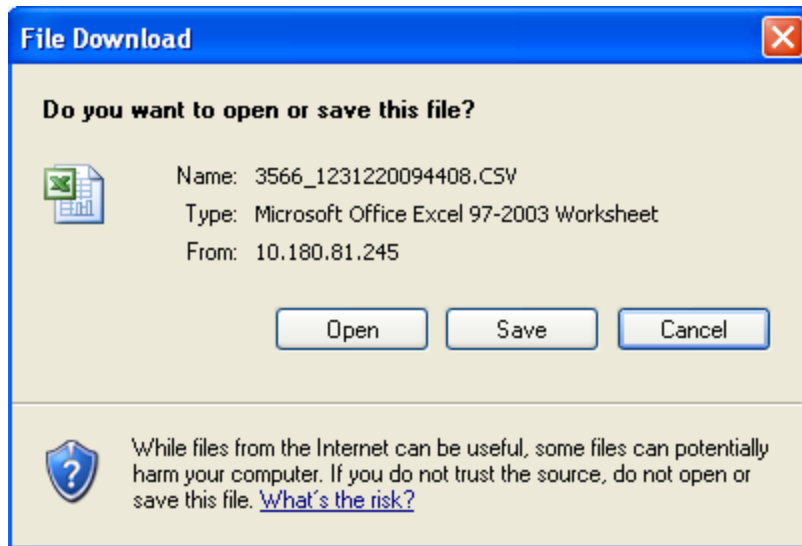 File Download
Do you want to open or save this file?
Name: 3566_1231220094408.CSV
Type: Microsoft Office Excel 97-2003 Worksheet
From: 10.180.81.245
Open Save Cancel
While files from the Internet can be useful, some files can potentially
harm your computer. If you do not trust the source, do not open or
save this file. What´s the risk?